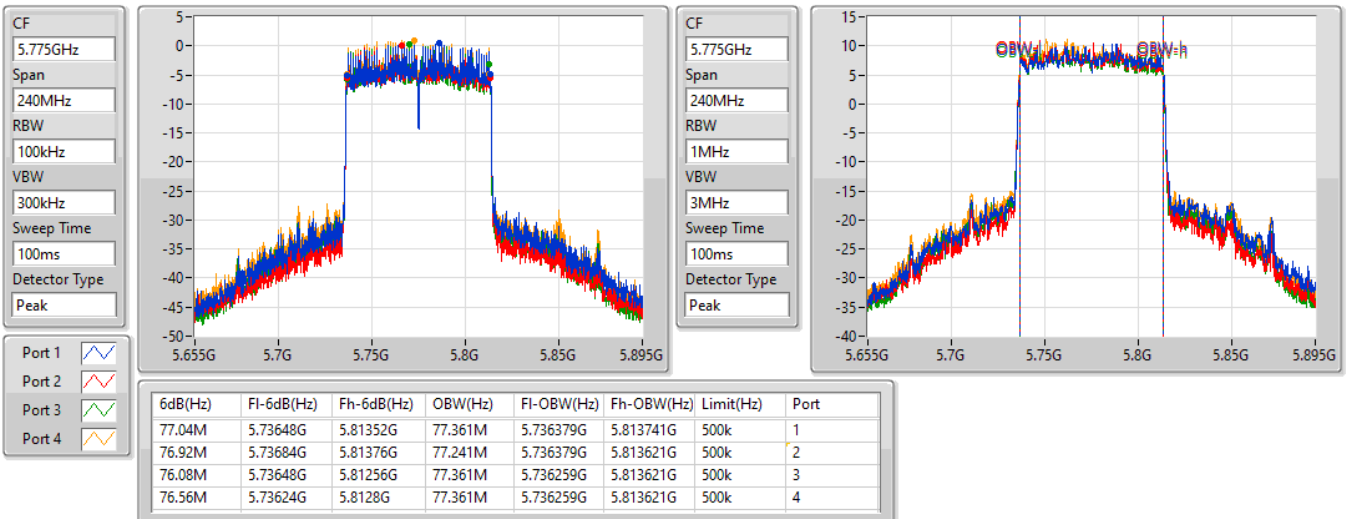 CF
5.775GHz
Span
240MHz
RBW
100kHz
VBW
300kHz
Sweep Time
100ms
Detector Type
Peak
5
0
-5
-10
-15
-20
-25
-30
-35
-40
-45
-50
5.655G 5.7G 5.75G 5.8G 5.85G 5.895G
CF
5.775GHz
Span
240MHz
RBW
1MHz
VBW
3MHz
Sweep Time
100ms
Detector Type
Peak
15
10
5
0
-5
-10
-15
-20
-25
-30
-35
-40
OBW-h
5.655G 5.7G 5.75G 5.8G 5.85G 5.895G
Port 1
Port 2
Port 3
Port 4
6dB(Hz) Fl-6dB(Hz) Fh-6dB(Hz) OBW(Hz) Fl-OBW(Hz) Fh-OBW(Hz) Limit(Hz) Port
77.04M 5.73648G 5.81352G 77.361M 5.736379G 5.813741G 500k 1
76.92M 5.73684G 5.81376G 77.241M 5.736379G 5.813621G 500k 2
76.08M 5.73648G 5.81256G 77.361M 5.736259G 5.813621G 500k 3
76.56M 5.73624G 5.8128G 77.361M 5.736259G 5.813621G 500k 4